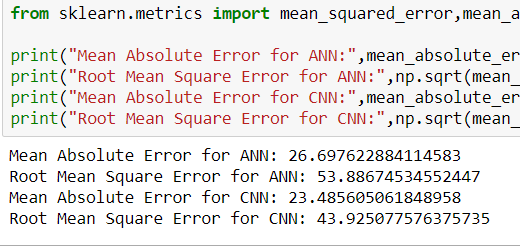 from sklearn.metrics import mean_squared_error,mean_a
print("Mean Absolute Error for ANN:",mean_absolute_er
print("Root Mean Square Error for ANN:",np.sqrt(mean_
print("Mean Absolute Error for CNN:",mean_absolute_er
print("Root Mean Square Error for CNN:",np.sqrt(mean_
Mean Absolute Error for ANN: 26.697622884114583
Root Mean Square Error for ANN: 53.88674534552447
Mean Absolute Error for CNN: 23.485605061848958
Root Mean Square Error for CNN: 43.925077576375735